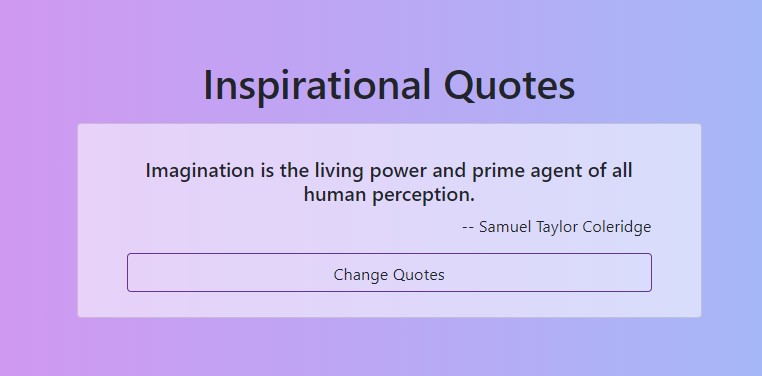 Inspirational Quotes
Imagination is the living power and prime agent of all
human perception.
-- Samuel Taylor Coleridge
Change Quotes